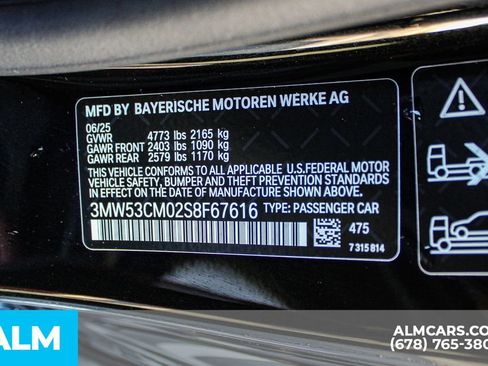 MFD BY BAYERISCHE MOTOREN WERKE AG
06/25
GVWR 4773 lbs 2165 kg
GAWR FRONT 2403 lbs 1090 kg
GAWR REAR 2579 lbs 1170 kg
THIS VEHICLE CONFORMS TO ALL APPLICABLE U.S.FEDERAL MOTOR
VEHICLE SAFETY, BUMPER, AND THEFT PREVENTION STANDARDS
IN EFFECT ON THE DATE OF MANUFACTURE SHOWN ABOVE.
3MW53CM02S8F67616 TYPE: PASSENGER CAR
475
7 315 814
ALM
ALMCARS.CO
(678) 765-380